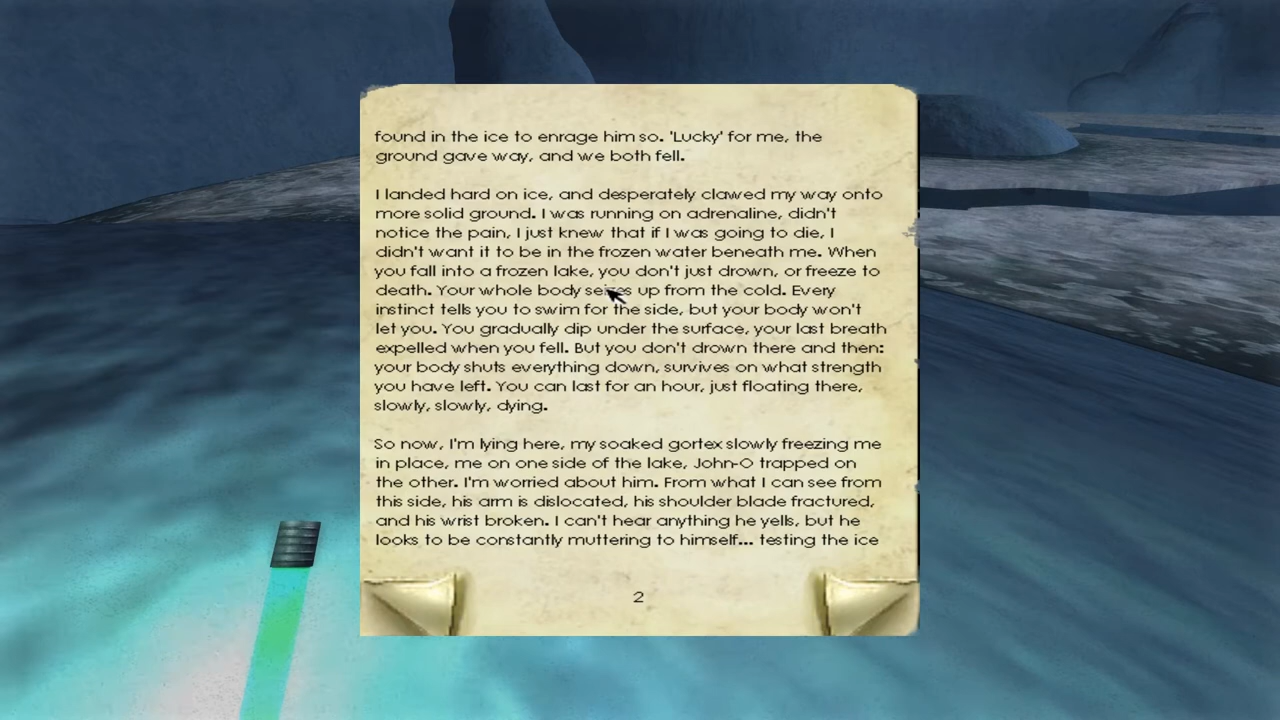 found in the ice to enrage him so. 'Lucky' for me, the
ground gave way, and we both fell.
I landed hard on ice, and desperately clawed my way onto
more solid ground. I was running on adrenaline, didn't
notice the pain, I just knew that if I was going to die, I
didn't want it to be in the frozen water beneath me. When
you fall into a frozen lake, you don't just drown, or freeze to
death. Your whole body seizes up from the cold. Every
instinct tells you to swim for the side, but your body won't
let you. You gradually dip under the surface, your last breath
expelled when you fell. But you don't drown there and then:
your body shuts everything down, survives on what strength
you have left. You can last for an hour, just floating there,
slowly, slowly, dying.
So now, I'm lying here, my soaked gortex slowly freezing me
in place, me on one side of the lake, John-O trapped on
the other. I'm worried about him. From what I can see from
this side, his arm is dislocated, his shoulder blade fractured,
and his wrist broken. I can't hear anything he yells, but he
looks to be constantly muttering to himself... testing the ice
2